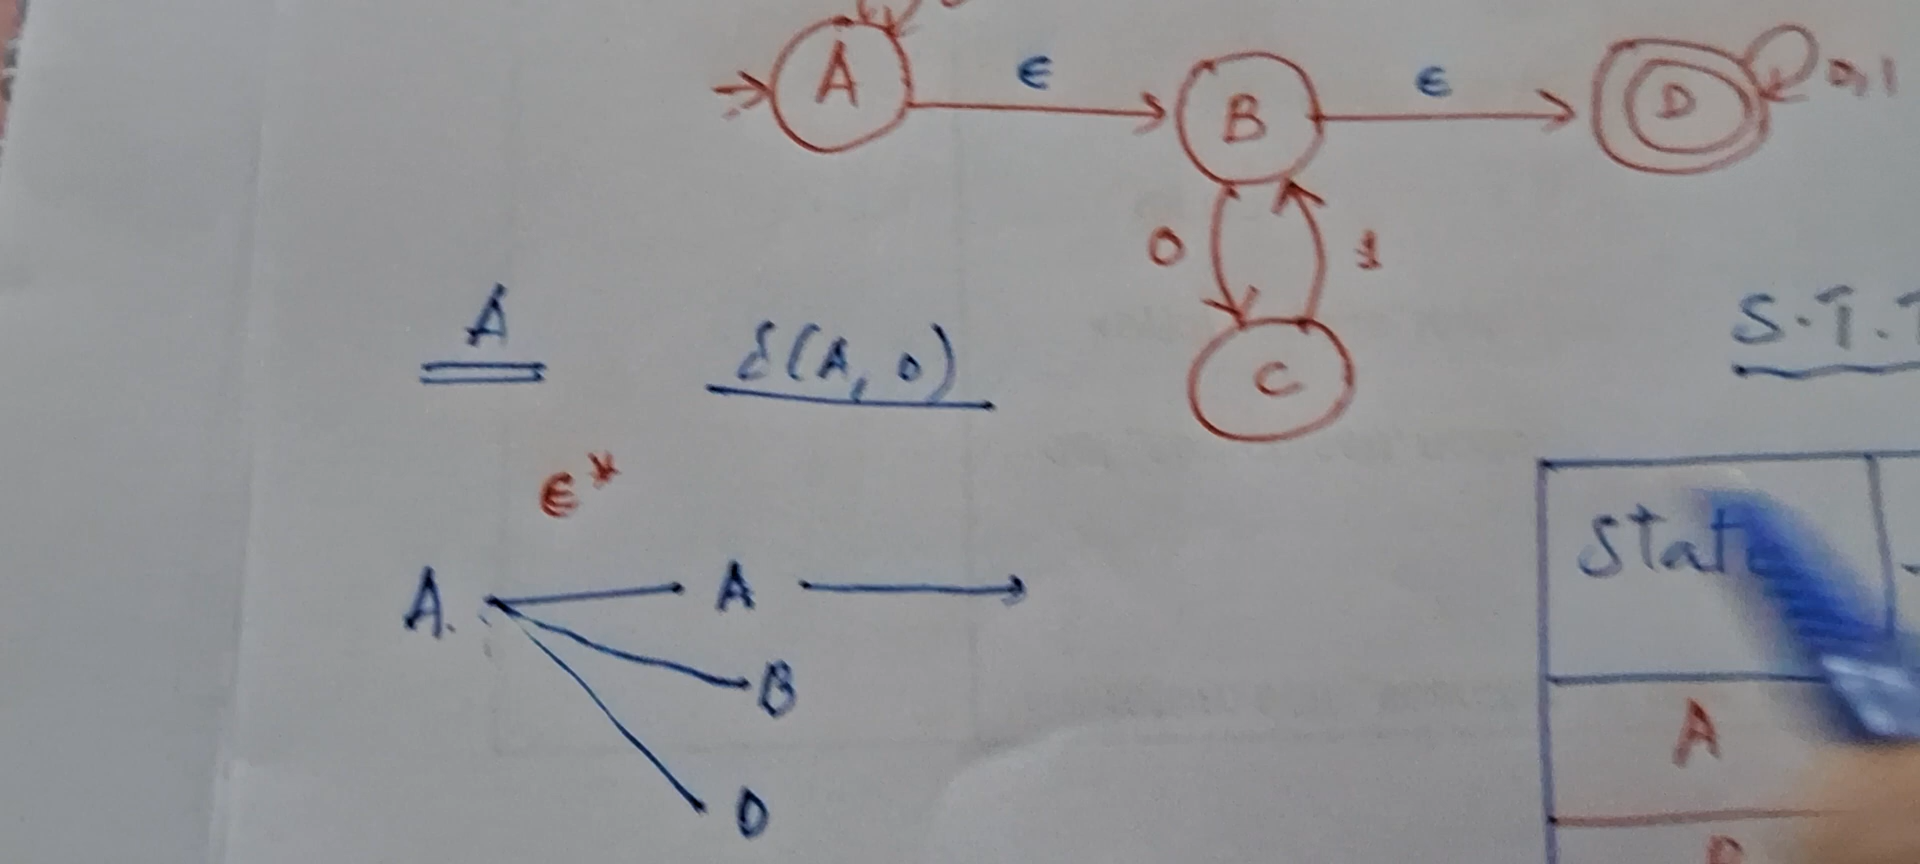 A ϵ B ϵ D 0,1
0 1
C
A δ(A, 0) S.T.T
ϵ*
State
A A
B
D
A